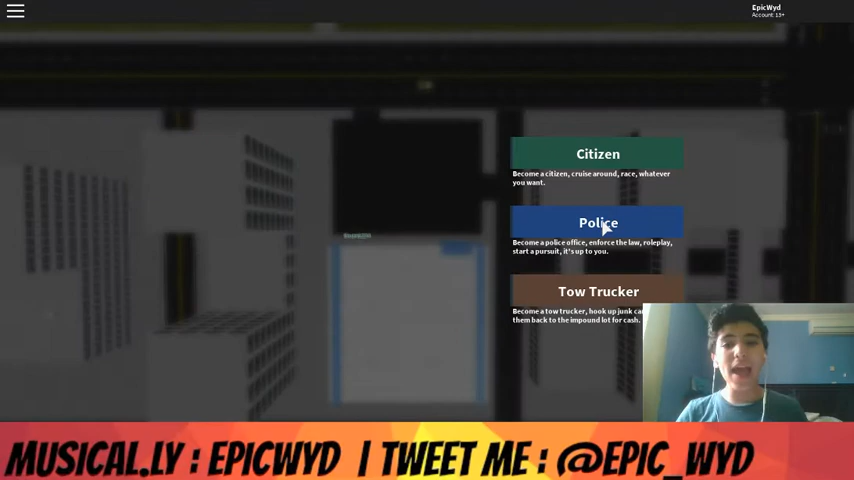 EpicWyd
Account: 13+
Citizen
Become a citizen, cruise around, race, whatever
you want.
Police
Become a police office, enforce the law, roleplay,
start a pursuit, it's up to you.
Tow Trucker
Become a tow trucker, hook up junk ca
them back to the impound lot for cash.
MUSICAL.LY : EPICWYD | TWEET ME : @EPIC_WYD